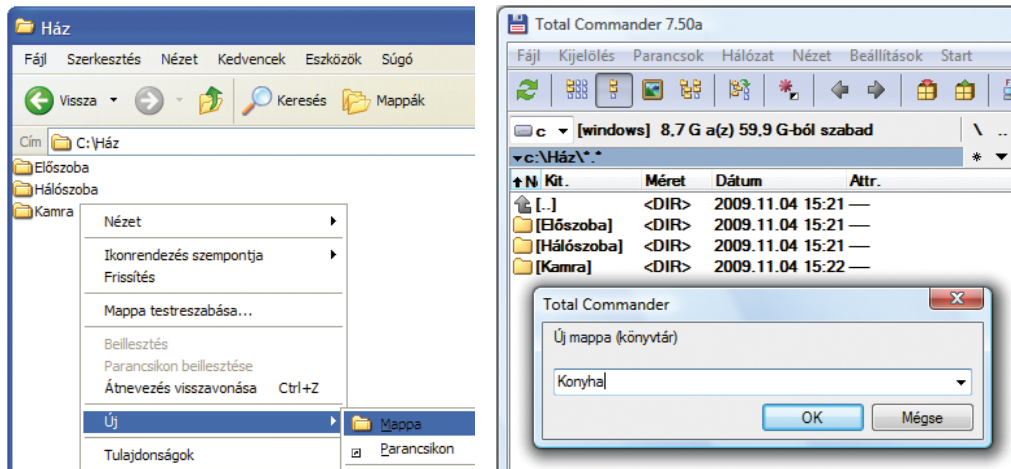 Ház
Fájl Szerkesztés Nézet Kedvencek Eszközök Súgó
Vissza Keresés Mappák
Cím C:\Ház
Előszoba
Hálószoba
Kamra
Nézet
Ikonrendezés szempontja
Frissítés
Mappa testreszabása...
Beillesztés
Parancsikon beillesztése
Átnevezés visszavonása Ctrl+Z
Új
Mappa
Parancsikon
Tulajdonságok
Total Commander 7.50a
Fájl Kijelölés Parancsok Hálózat Nézet Beállítások Start
c [windows] 8,7 G a(z) 59,9 G-ból szabad \ ..
c:\Ház\*.* *
Kit. Méret Dátum Attr.
[..] <DIR> 2009.11.04 15:21 —
[Előszoba] <DIR> 2009.11.04 15:21 —
[Hálószoba] <DIR> 2009.11.04 15:21 —
[Kamra] <DIR> 2009.11.04 15:22 —
Total Commander
Új mappa (könyvtár)
Konyha
OK Mégse